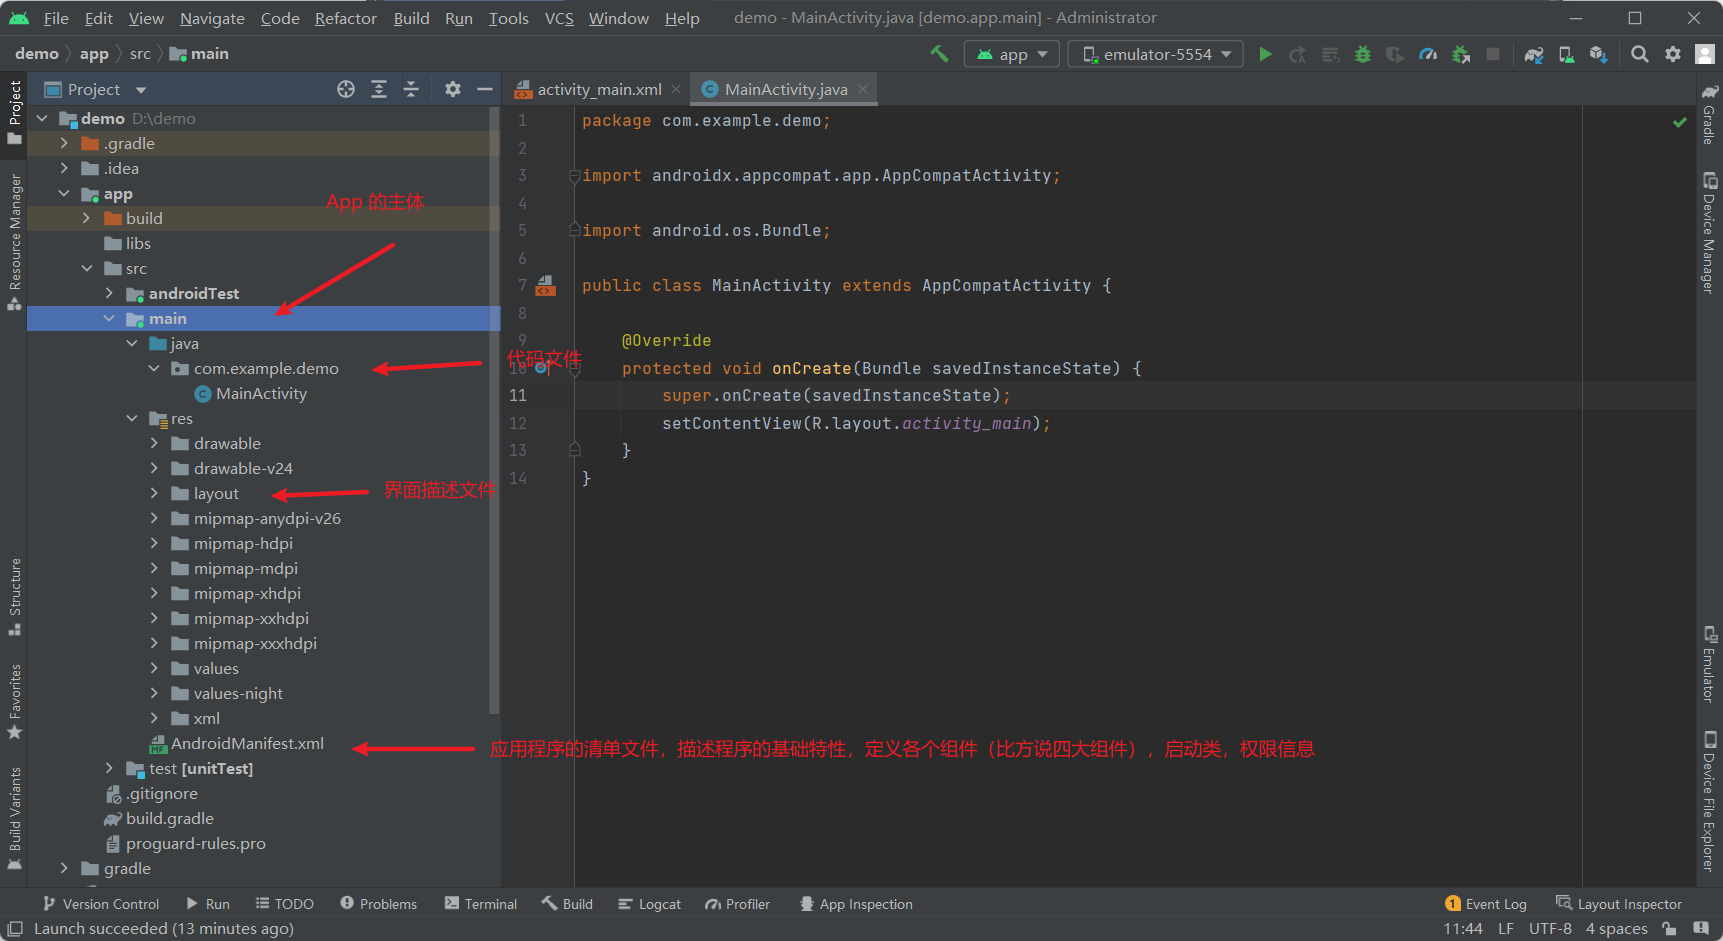 File Edit View Navigate Code Refactor Build Run Tools VCS Window Help demo - MainActivity.java [demo.app.main] - Administrator
demo app src main app emulator-5554
Project
activity_main.xml MainActivity.java
demo D:\demo
.gradle
.idea
app
build
libs
src
androidTest
main
java
com.example.demo
MainActivity
res
drawable
drawable-v24
layout
mipmap-anydpi-v26
mipmap-hdpi
mipmap-mdpi
mipmap-xhdpi
mipmap-xxhdpi
mipmap-xxxhdpi
values
values-night
xml
AndroidManifest.xml
test [unitTest]
.gitignore
build.gradle
proguard-rules.pro
gradle
App 的主体
代码文件
界面描述文件
应用程序的清单文件，描述程序的基础特性，定义各个组件（比方说四大组件），启动类，权限信息
1 package com.example.demo;
2
3 import androidx.appcompat.app.AppCompatActivity;
4
5 import android.os.Bundle;
6
7 public class MainActivity extends AppCompatActivity {
8
9 @Override
10 protected void onCreate(Bundle savedInstanceState) {
11 super.onCreate(savedInstanceState);
12 setContentView(R.layout.activity_main);
13 }
14 }
Project
Resource Manager
Structure
Favorites
Build Variants
Gradle
Device Manager
Emulator
Device File Explorer
Version Control Run TODO Problems Terminal Build Logcat Profiler App Inspection 1 Event Log Layout Inspector
Launch succeeded (13 minutes ago) 11:44 LF UTF-8 4 spaces